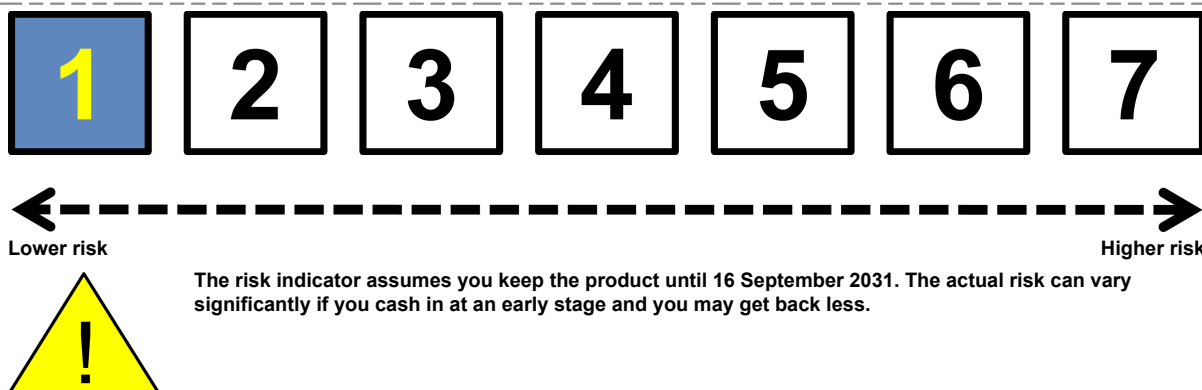 1 2 3 4 5 6 7
Lower risk Higher risk
The risk indicator assumes you keep the product until 16 September 2031. The actual risk can vary
significantly if you cash in at an early stage and you may get back less.
!